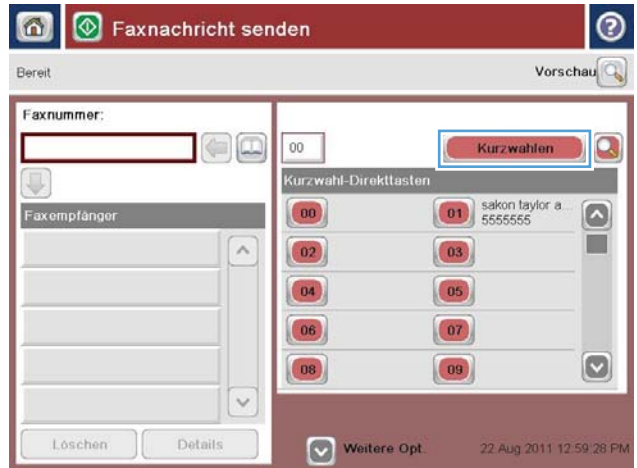 Faxnachricht senden
Bereit
Vorschau
Faxnummer:
00
Kurzwahlen
Kurzwahl-Direkttasten
Faxempfänger
00
01
sakon taylor a...
5555555
02
03
04
05
06
07
08
09
Löschen
Details
Weitere Opt.
22 Aug 2011 12:59:28 PM